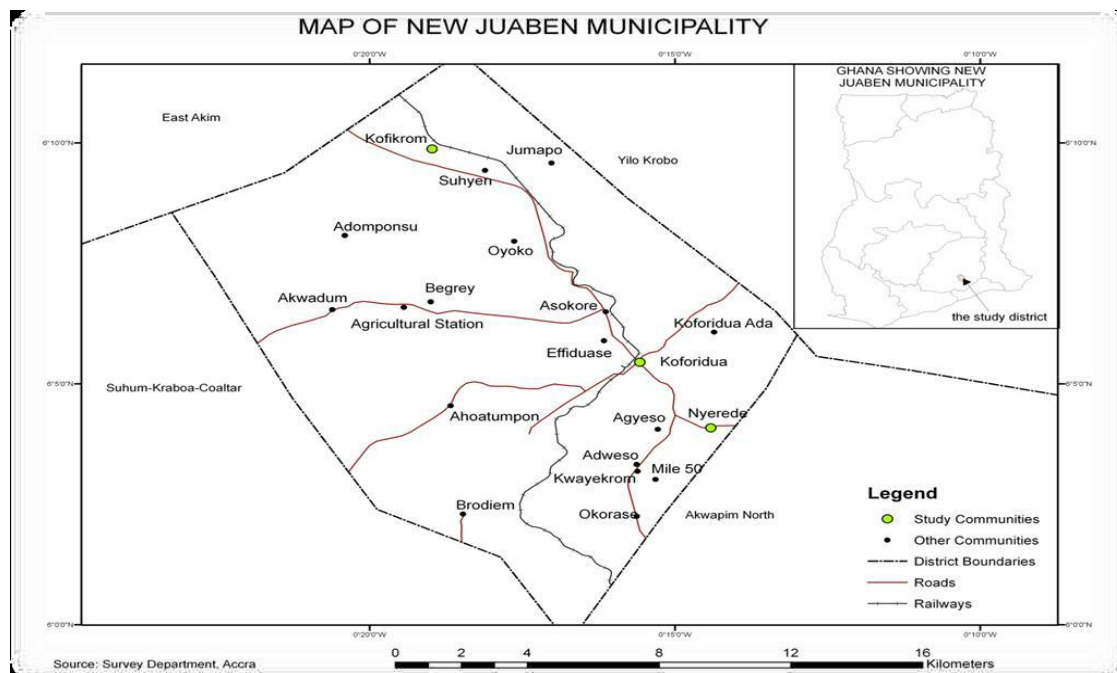 MAP OF NEW JUABEN MUNICIPALITY
0°20'0"W
0°15'0"W
0°10'0"W
GHANA SHOWING NEW
JUABEN MUNICIPALITY
East Akim
6°10'0"N
Kofikrom
Jumapo
Yilo Krobo
6°10'0"N
Suhyen
Adomponsu
Oyoko
Begrey
Akwadum
Asokore
Agricultural Station
Koforidua Ada
the study district
Effiduase
Koforidua
6°5'0"N
Suhum-Kraboa-Coaltar
6°5'0"N
Ahoatumpon
Agyeso
Nyerede
Adweso
Mile 50
Kwayekrom
Brodiem
Okorase
Akwapim North
Legend
Study Communities
Other Communities
District Boundaries
Roads
Railways
6°0'0"N
6°0'0"N
0°20'0"W
0°15'0"W
0°10'0"W
Source: Survey Department, Accra
0 2 4 8 12 16
Kilometers